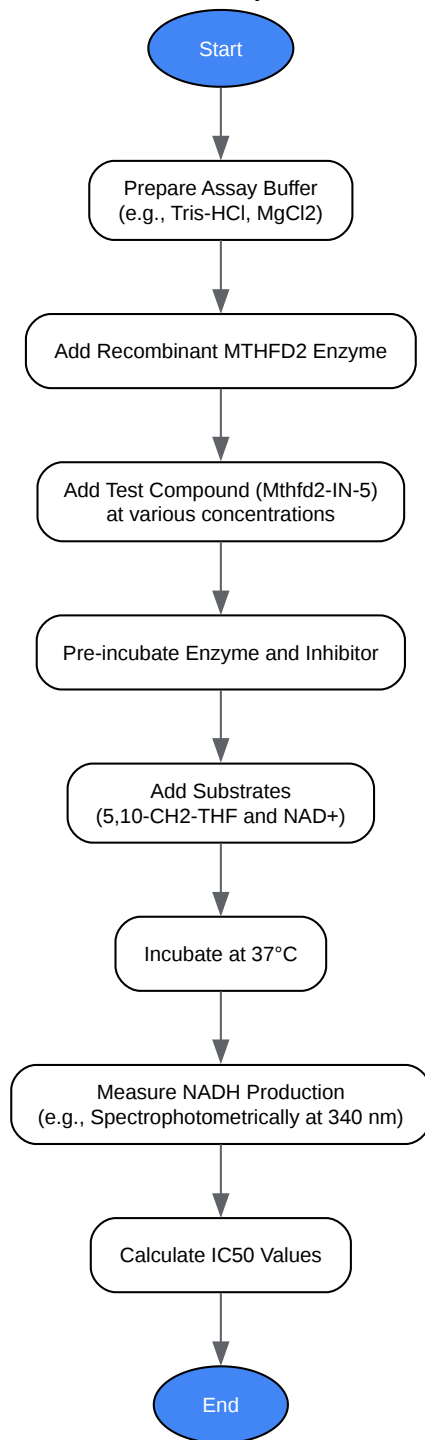 Start
Prepare Assay Buffer
(e.g., Tris-HCl, MgCl2)
Add Recombinant MTHFD2 Enzyme
Add Test Compound (Mthfd2-IN-5)
at various concentrations
Pre-incubate Enzyme and Inhibitor
Add Substrates
(5,10-CH2-THF and NAD+)
Incubate at 37°C
Measure NADH Production
(e.g., Spectrophotometrically at 340 nm)
Calculate IC50 Values
End